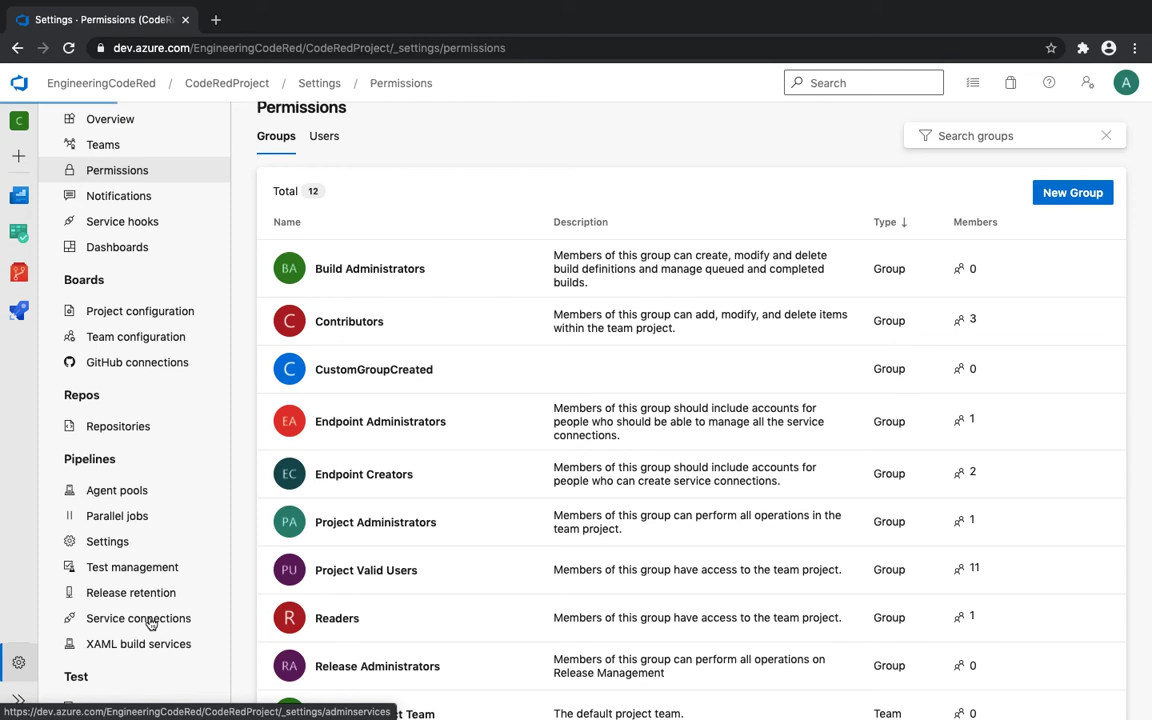 Settings · Permissions (CodeRe
dev.azure.com/EngineeringCodeRed/CodeRedProject/_settings/permissions
EngineeringCodeRed / CodeRedProject / Settings / Permissions
Search
A
C
Overview
Teams
Permissions
Notifications
Service hooks
Dashboards
Boards
Project configuration
Team configuration
GitHub connections
Repos
Repositories
Pipelines
Agent pools
Parallel jobs
Settings
Test management
Release retention
Service connections
XAML build services
Test
Permissions
Groups Users
Search groups
Total 12
New Group
Name Description Type ↓ Members
BA Build Administrators
Members of this group can create, modify and delete
build definitions and manage queued and completed
builds.
Group 0
C Contributors
Members of this group can add, modify, and delete items
within the team project.
Group 3
C CustomGroupCreated Group 0
EA Endpoint Administrators
Members of this group should include accounts for
people who should be able to manage all the service
connections.
Group 1
EC Endpoint Creators
Members of this group should include accounts for
people who can create service connections.
Group 2
PA Project Administrators
Members of this group can perform all operations in the
team project.
Group 1
PU Project Valid Users Members of this group have access to the team project. Group 11
R Readers Members of this group have access to the team project. Group 1
RA Release Administrators
Members of this group can perform all operations on
Release Management
Group 0
t Team The default project team. Team 0
https://dev.azure.com/EngineeringCodeRed/CodeRedProject/_settings/adminservices